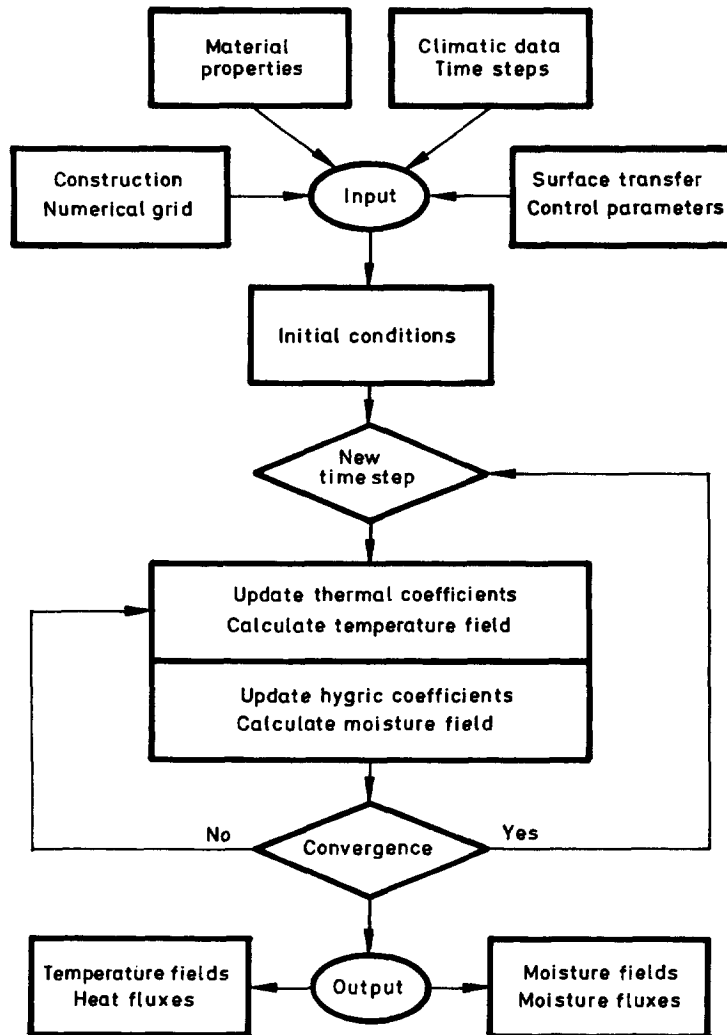 Material
properties
Climatic data
Time steps
Construction
Numerical grid
Input
Surface transfer
Control parameters
Initial conditions
New
time step
Update thermal coefficients
Calculate temperature field
Update hygric coefficients
Calculate moisture field
No
Convergence
Yes
Temperature fields
Heat fluxes
Output
Moisture fields
Moisture fluxes